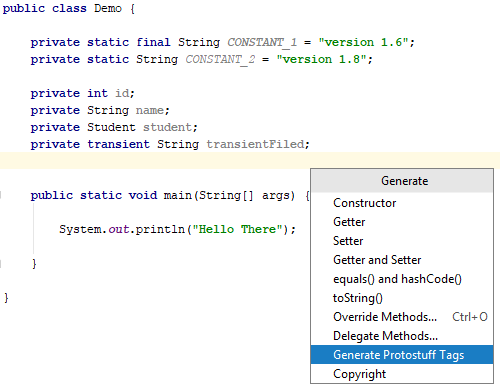 public class Demo {
private static final String CONSTANT_1 = "version 1.6";
private static String CONSTANT_2 = "version 1.8";
private int id;
private String name;
private Student student;
private transient String transientFiled;
public static void main(String[] args) {
System.out.println("Hello There");
}
}
Generate
Constructor
Getter
Setter
Getter and Setter
equals() and hashCode()
toString()
Override Methods... Ctrl+O
Delegate Methods...
Generate Protostuff Tags
Copyright